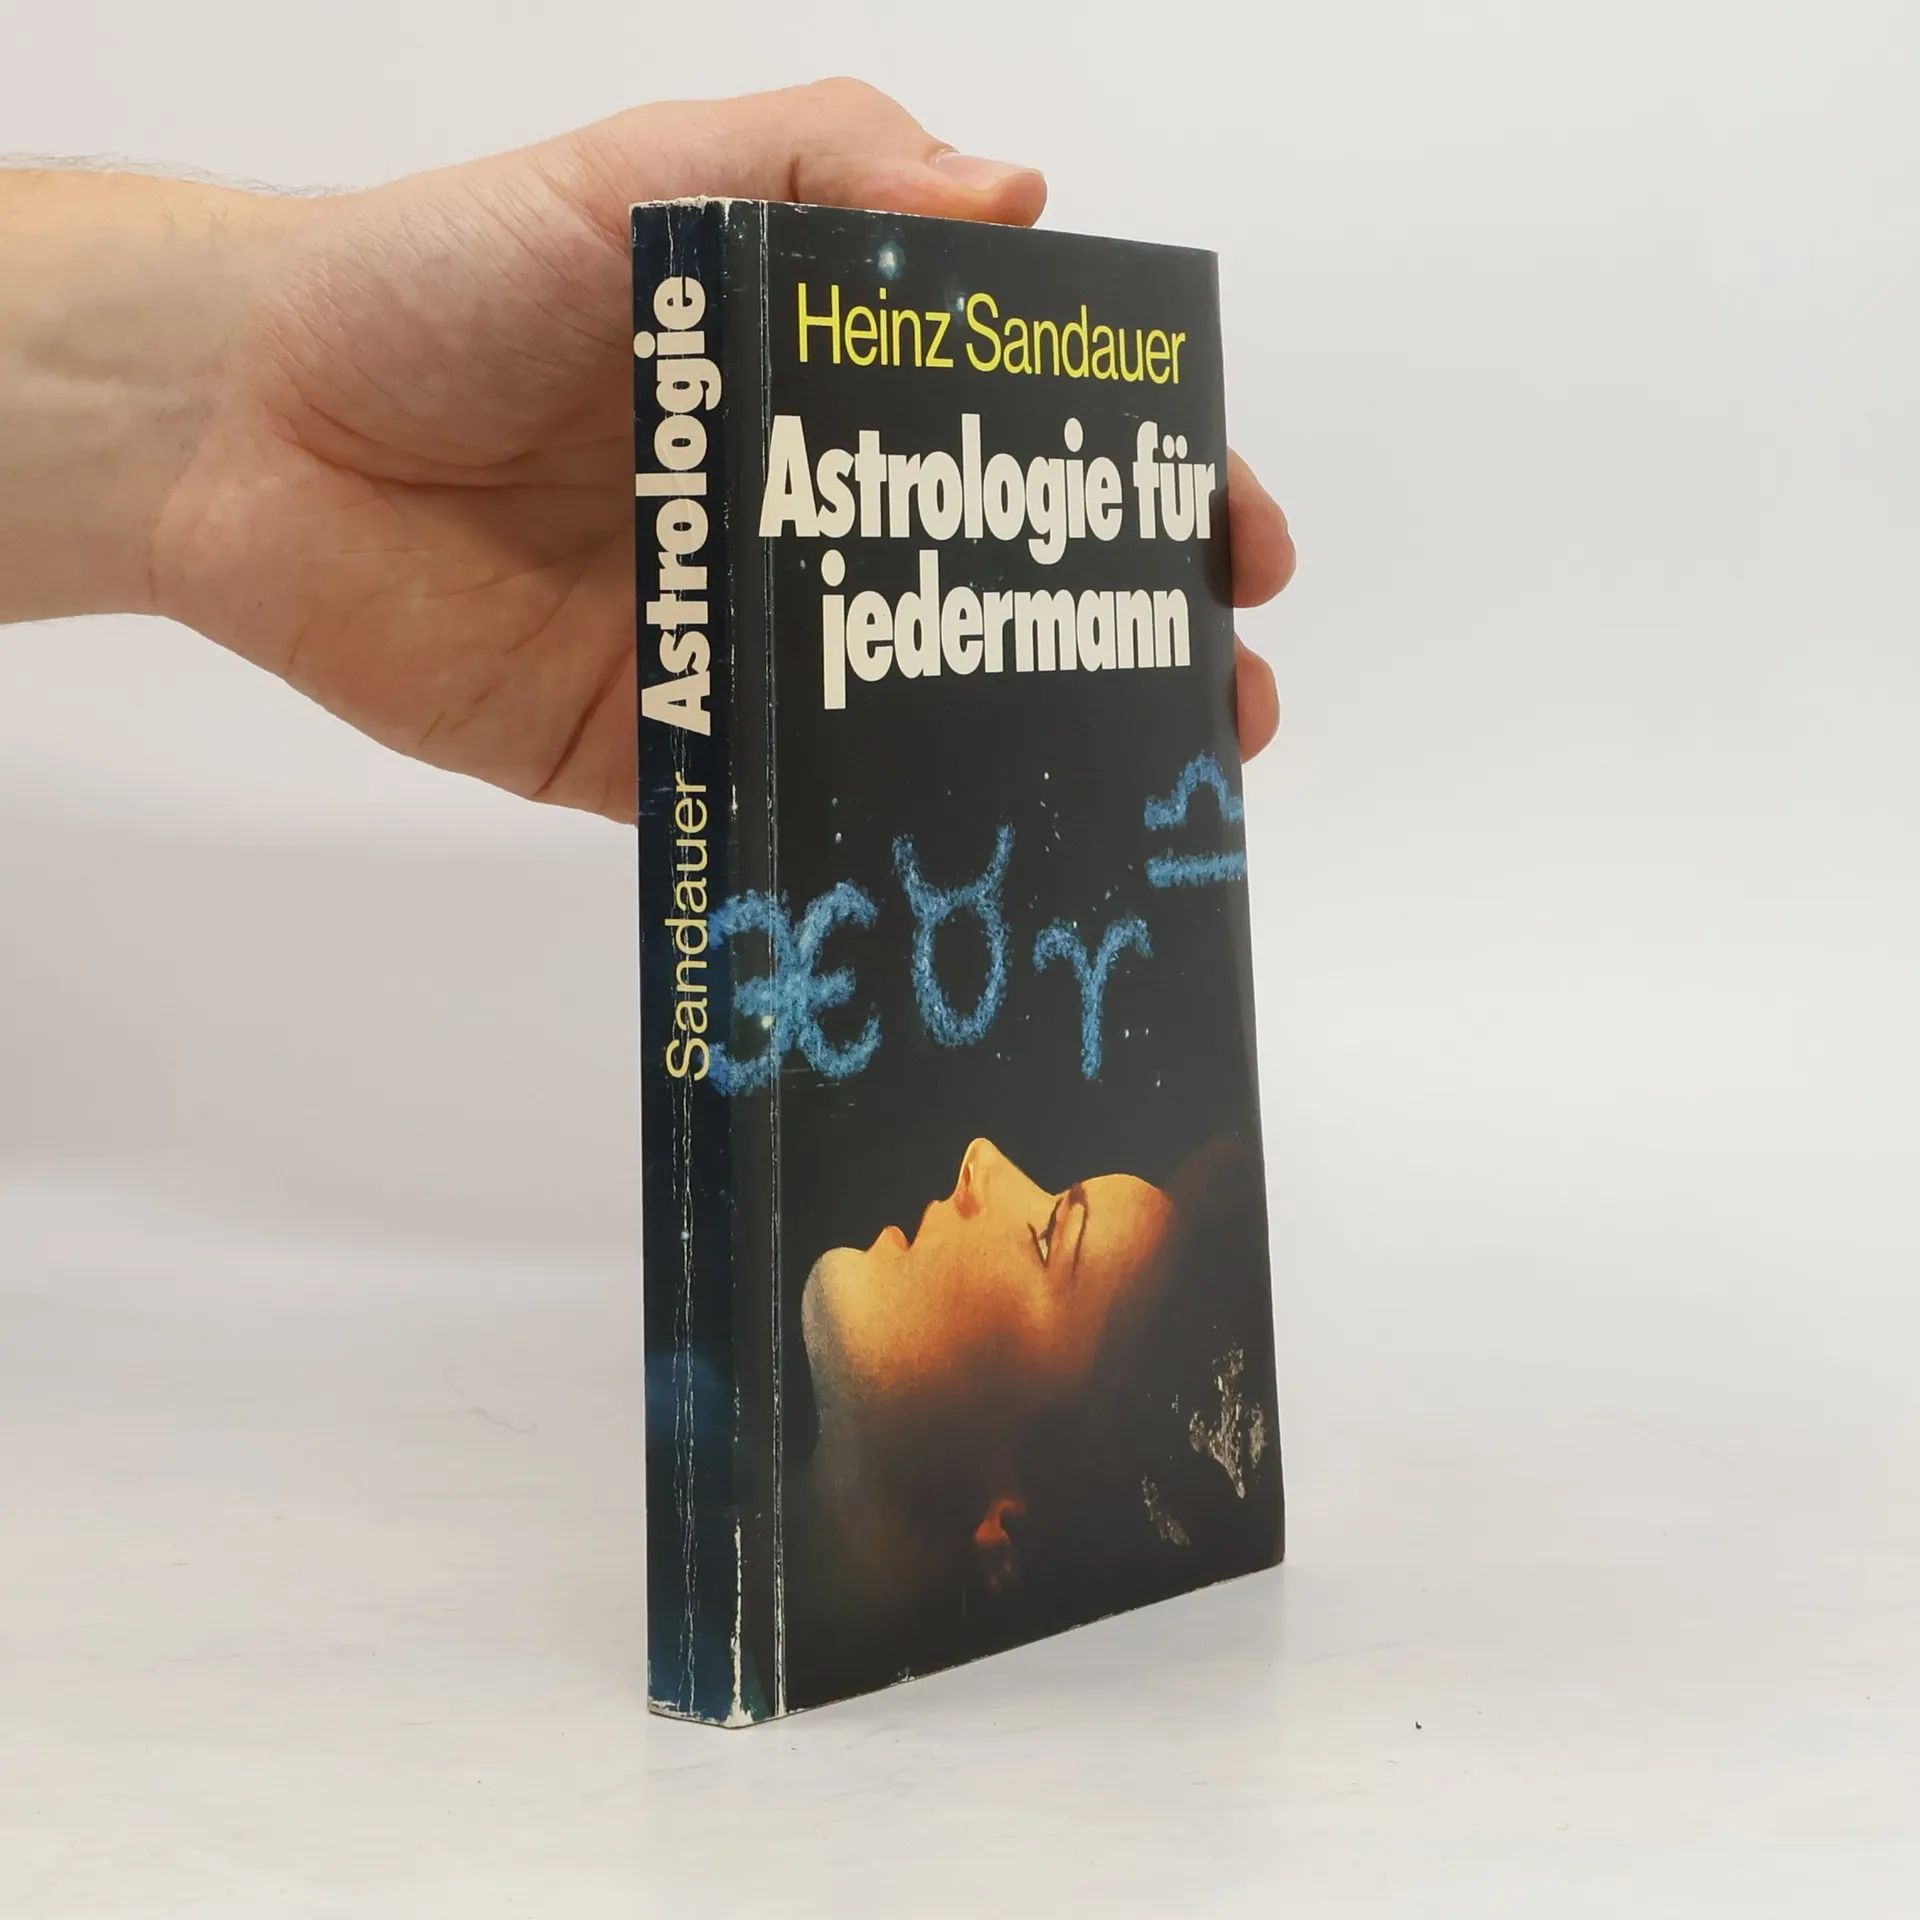 Heinz Sandauer
Astrologie für
jedermann
Sandauer Astrologie